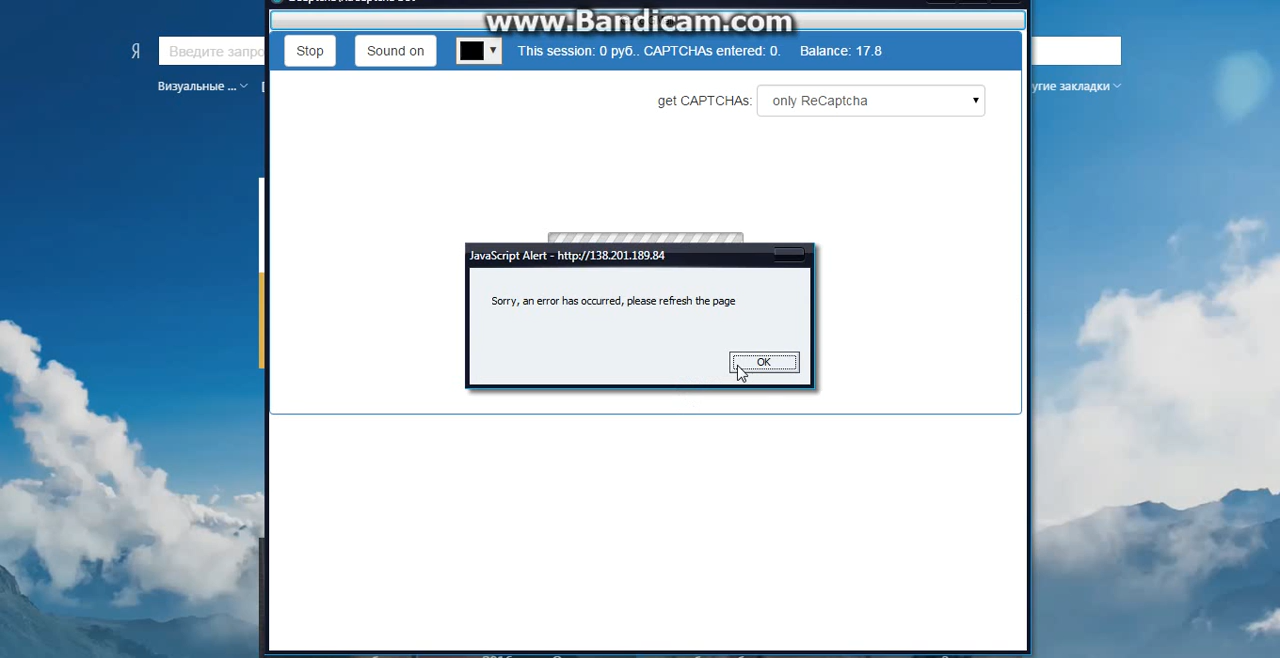 www.Bandicam.com
Я
Введите запро
Stop
Sound on
This session: 0 руб.. CAPTCHAs entered: 0.
Balance: 17.8
Визуальные ...
угие закладки
get CAPTCHAs:
only ReCaptcha
JavaScript Alert - http://138.201.189.84
Sorry, an error has occurred, please refresh the page
OK